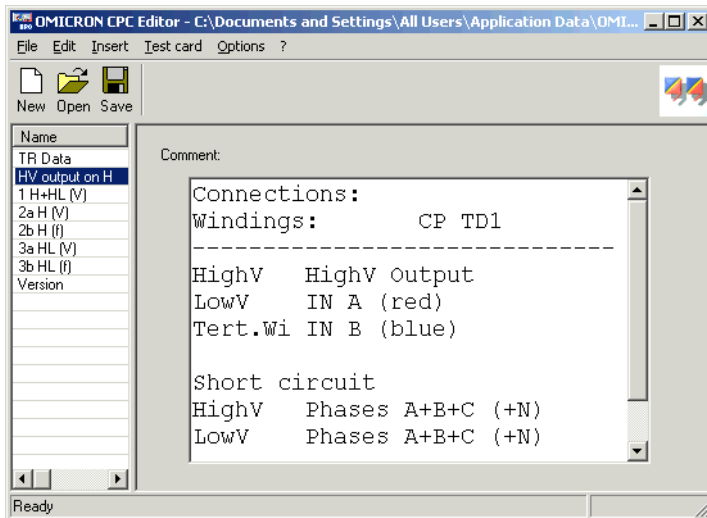 OMICRON CPC Editor - C:\Documents and Settings\All Users\Application Data\OMI...
File Edit Insert Test card Options ?
New Open Save
Name
TR Data
HV output on H
1 H+HL (V)
2a H (V)
2b H (f)
3a HL (V)
3b HL (f)
Version
Comment:
Connections:
Windings: CP TD1
------------------------------
HighV HighV Output
LowV IN A (red)
Tert.Wi IN B (blue)
Short circuit
HighV Phases A+B+C (+N)
LowV Phases A+B+C (+N)
Ready